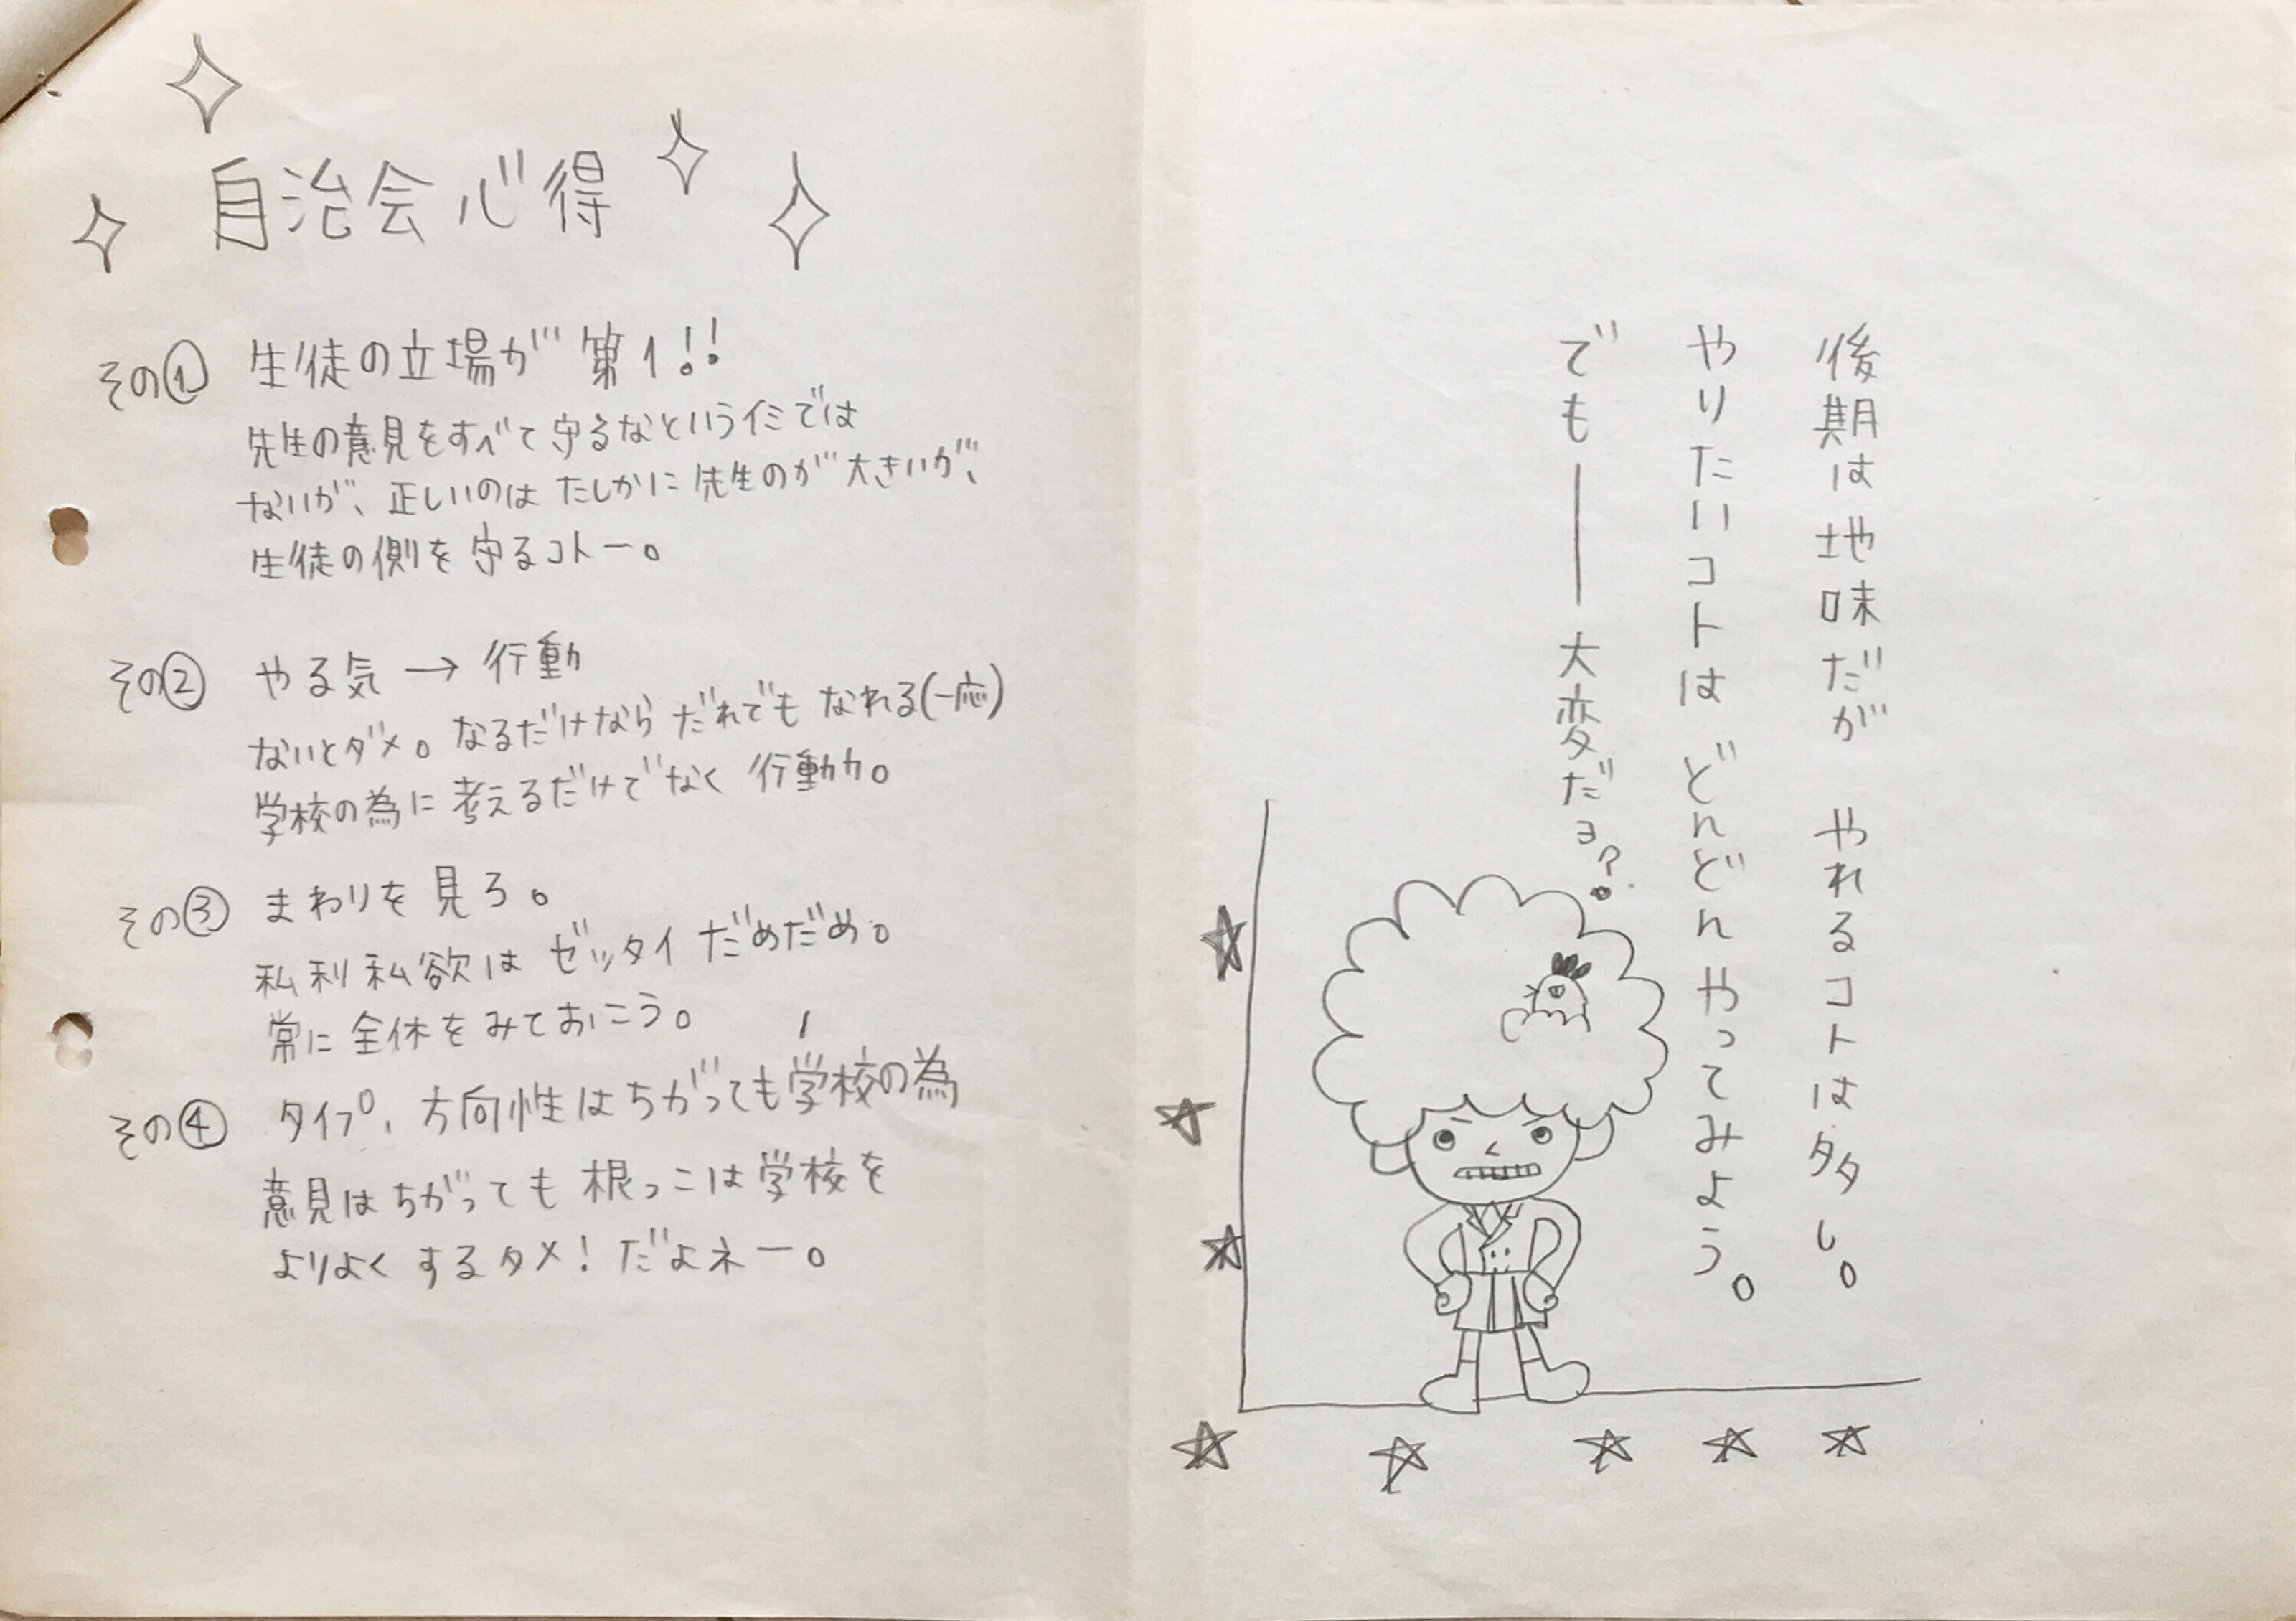 自治会心得
その① 生徒の立場が第1!!
先生の意見をすべて守るなというイミでは
ないが、正しいのはたしかに先生のが大きいが、
生徒の側を守るコトー。
その② やる気→行動
ないとダメ。なるだけならだれでもなれる(一応)
学校の為に考えるだけでなく行動力。
その③ まわりを見ろ。
私利私欲はゼッタイだめだめ。
常に全体をみておこう。
その④ タイプ、方向性はちがっても学校の為
意見はちがっても根っこは学校を
よりよくするタメ!だよネー。
後期は地味だが やれるコトは多し。
やりたいコトは どんどんやってみよう。
でも――大変だョ?